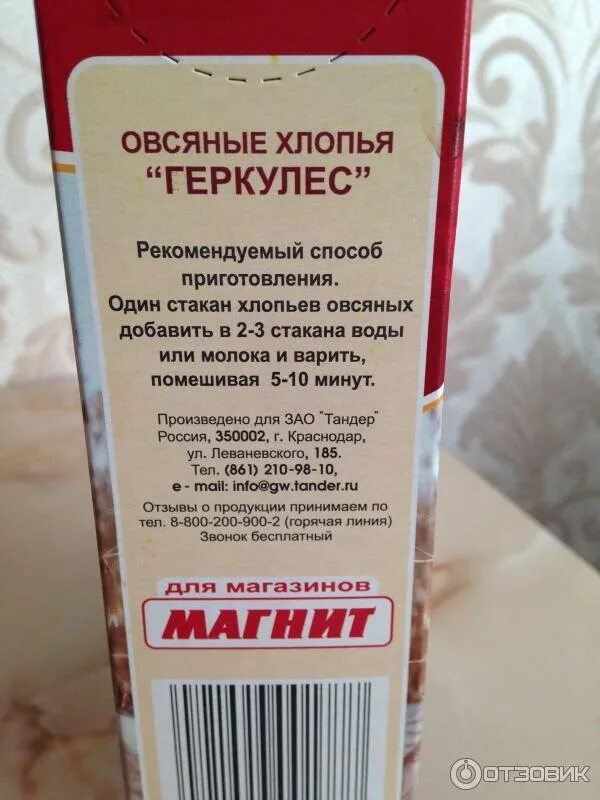 ОВСЯНЫЕ ХЛОПЬЯ
“ГЕРКУЛЕС”
Рекомендуемый способ
приготовления.
Один стакан хлопьев овсяных
добавить в 2-3 стакана воды
или молока и варить,
помешивая 5-10 минут.
Произведено для ЗАО "Тандер"
Россия, 350002, г. Краснодар,
ул. Леваневского, 185.
Тел. (861) 210-98-10,
e - mail: info@gw.tander.ru
Отзывы о продукции принимаем по
тел. 8-800-200-900-2 (горячая линия)
Звонок бесплатный
для магазинов
МАГНИТ
ОТЗОВИК